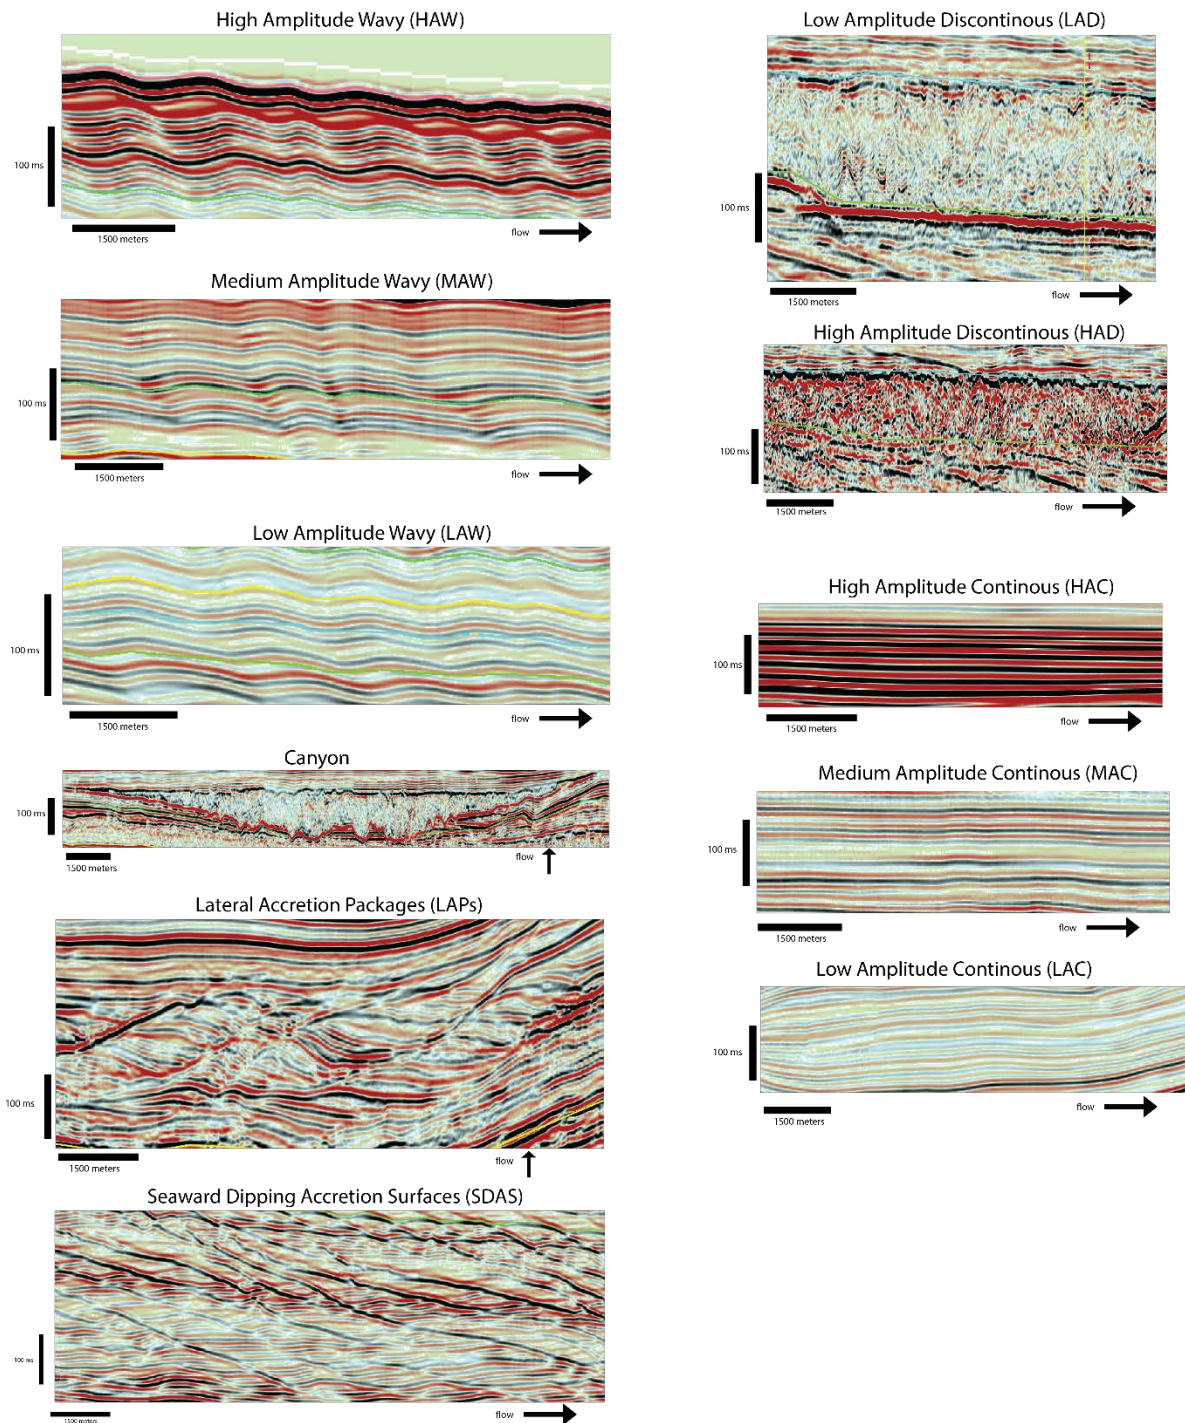 High Amplitude Wavy (HAW)
100 ms
1500 meters
flow
Medium Amplitude Wavy (MAW)
100 ms
1500 meters
flow
Low Amplitude Wavy (LAW)
100 ms
1500 meters
flow
Canyon
100 ms
1500 meters
flow
Lateral Accretion Packages (LAPs)
100 ms
1500 meters
flow
Seaward Dipping Accretion Surfaces (SDAS)
100 ms
1500 meters
flow
Low Amplitude Discontinous (LAD)
100 ms
1500 meters
flow
High Amplitude Discontinous (HAD)
100 ms
1500 meters
flow
High Amplitude Continous (HAC)
100 ms
1500 meters
flow
Medium Amplitude Continous (MAC)
100 ms
1500 meters
flow
Low Amplitude Continous (LAC)
100 ms
1500 meters
flow